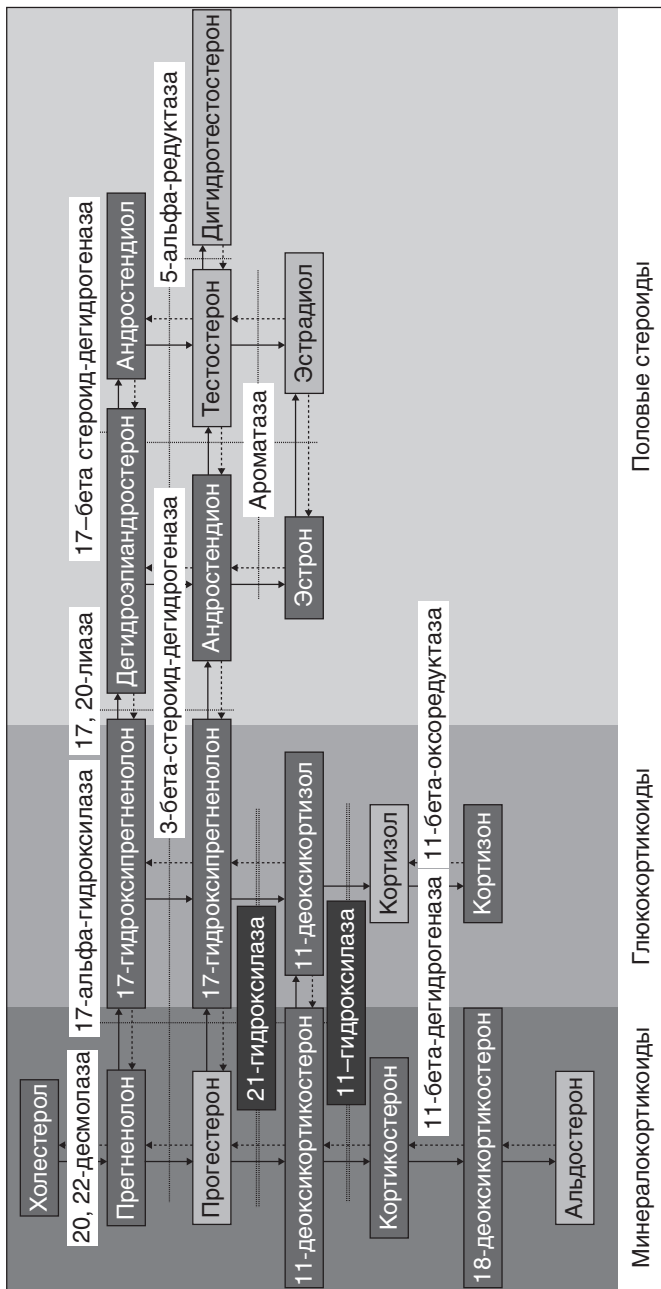 Холестерол
20, 22-десмолаза
17-альфа-гидроксилаза
17, 20-лиаза
17–бета стероид-дегидрогеназа
Прегненолон
17-гидроксипрегненолон
Дегидроэпиандростерон
Андростендиол
3-бета-стероид-дегидрогеназа
5-альфа-редуктаза
Прогестерон
17-гидроксипрегненолон
Андростендион
Тестостерон
Дигидротестостерон
21-гидроксилаза
Ароматаза
11-деоксикортикостерон
11-деоксикортизол
Эстрон
Эстрадиол
11–гидроксилаза
Кортикостерон
Кортизол
11-бета-дегидрогеназа
11-бета-оксоредуктаза
18-деоксикортикостерон
Кортизон
Альдостерон
Минералокортикоиды
Глюкокортикоиды
Половые стероиды